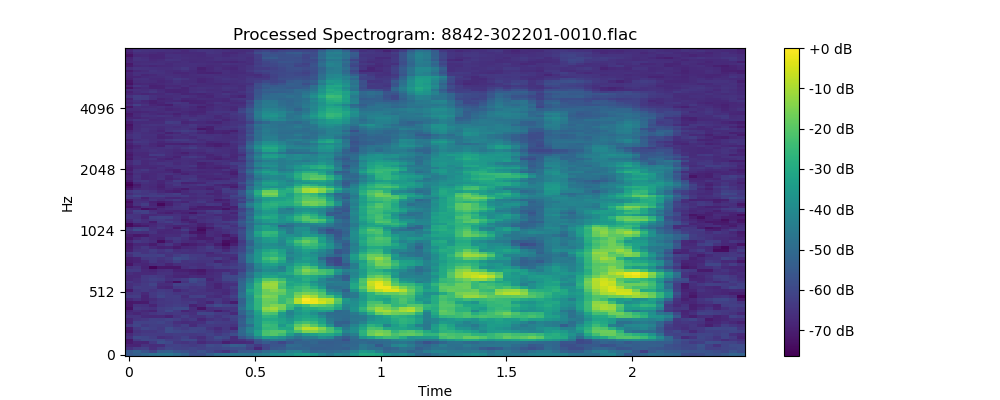 Processed Spectrogram: 8842-302201-0010.flac
Hz
4096
2048
1024
512
0
0
0.5
1
1.5
2
Time
+0 dB
-10 dB
-20 dB
-30 dB
-40 dB
-50 dB
-60 dB
-70 dB